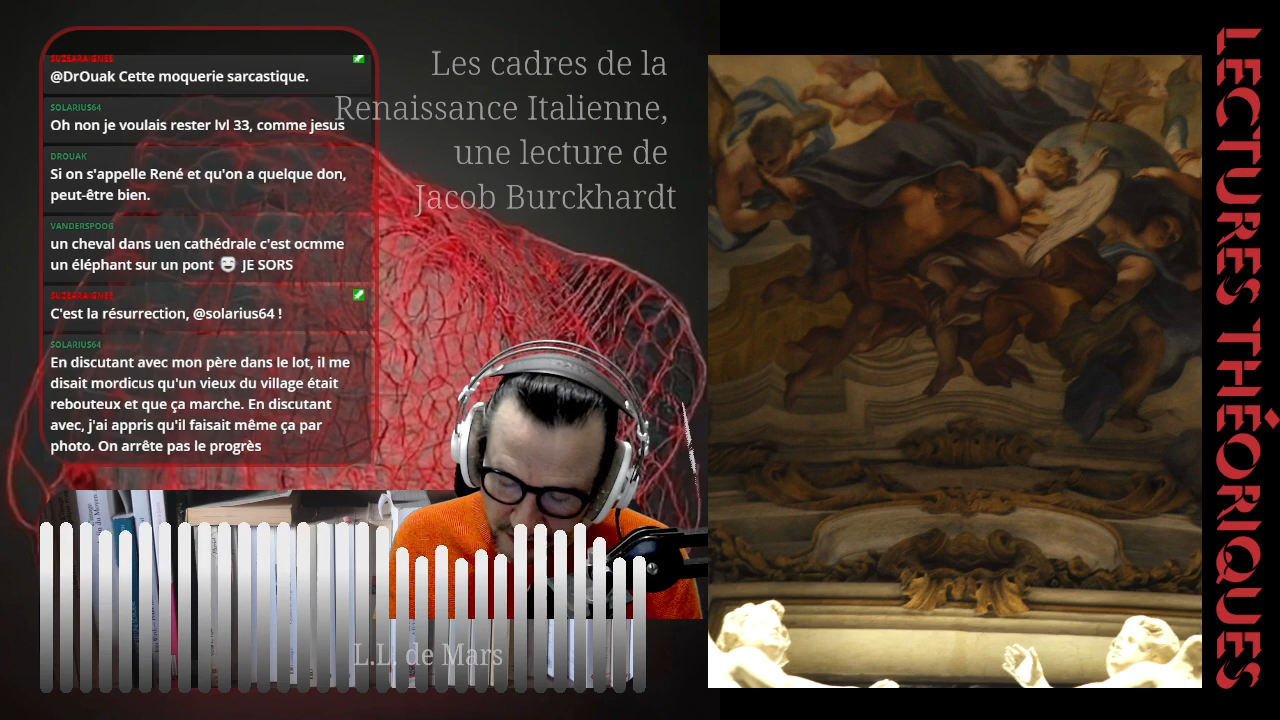 SUZEARAIGNEE
@DrOuak Cette moquerie sarcastique.
SOLARIUS64
Oh non je voulais rester lvl 33, comme jesus
DROUAK
Si on s'appelle René et qu'on a quelque don,
peut-être bien.
VANDERSPOOG
un cheval dans uen cathédrale c'est ocmme
un éléphant sur un pont JE SORS
SUZEARAIGNEE
C'est la résurrection, @solarius64 !
SOLARIUS64
En discutant avec mon père dans le lot, il me
disait mordicus qu'un vieux du village était
rebouteux et que ça marche. En discutant
avec, j'ai appris qu'il faisait même ça par
photo. On arrête pas le progrès
Les cadres de la
Renaissance Italienne,
une lecture de
Jacob Burckhardt
L.L. de Mars
LECTURES THÉORIQUES